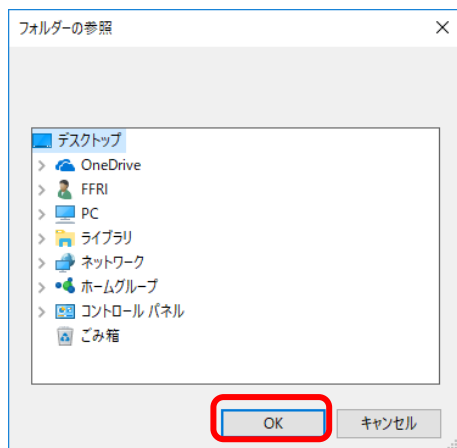 フォルダーの参照
デスクトップ
OneDrive
FFRI
PC
ライブラリ
ネットワーク
ホームグループ
コントロール パネル
ごみ箱
OK キャンセル